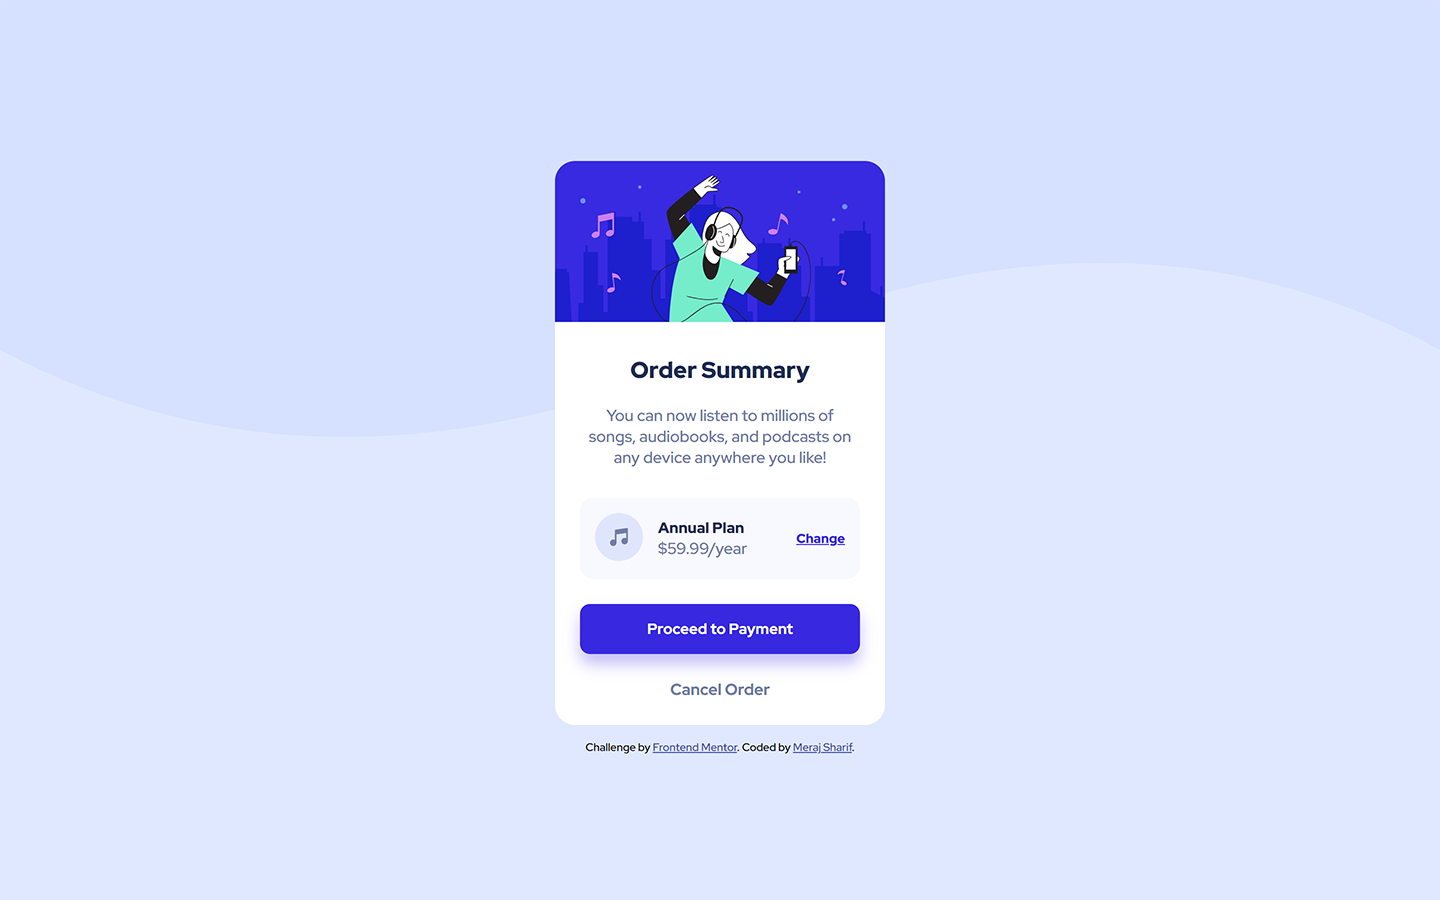 Order Summary
You can now listen to millions of
songs, audiobooks, and podcasts on
any device anywhere you like!
Annual Plan
$59.99/year
Change
Proceed to Payment
Cancel Order
Challenge by Frontend Mentor. Coded by Meraj Sharif.